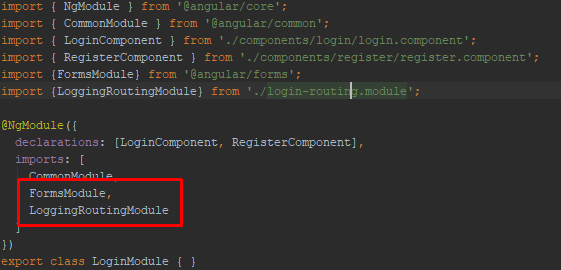 import { NgModule } from '@angular/core';
import { CommonModule } from '@angular/common';
import { LoginComponent } from './components/login/login.component';
import { RegisterComponent } from './components/register/register.component';
import {FormsModule} from '@angular/forms';
import {LoggingRoutingModule} from './login-routing.module';
@NgModule({
declarations: [LoginComponent, RegisterComponent],
imports: [
CommonModule,
FormsModule,
LoggingRoutingModule
]
})
export class LoginModule { }